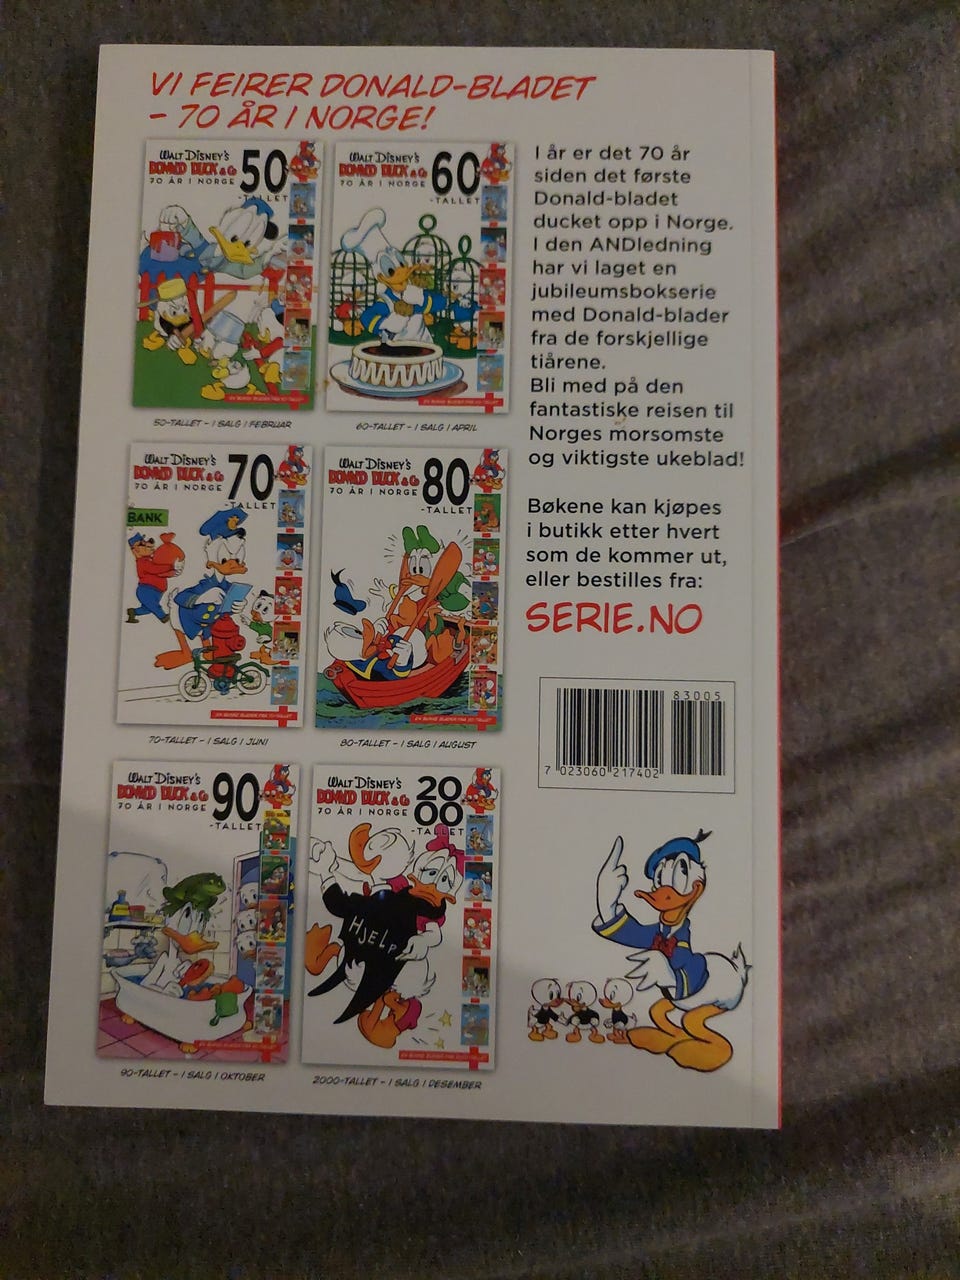 VI FEIRER DONALD-BLADET
- 70 ÅR I NORGE!
WALT DISNEY'S
DONALD DUCK & Co
70 ÅR I NORGE
50
-TALLET
50-TALLET - I SALG I FEBRUAR
WALT DISNEY'S
DONALD DUCK & Co
70 ÅR I NORGE
60
-TALLET
60-TALLET - I SALG I APRIL
WALT DISNEY'S
DONALD DUCK & Co
70 ÅR I NORGE
70
-TALLET
BANK
70-TALLET - I SALG I JUNI
WALT DISNEY'S
DONALD DUCK & Co
70 ÅR I NORGE
80
-TALLET
80-TALLET - I SALG I AUGUST
WALT DISNEY'S
DONALD DUCK & Co
70 ÅR I NORGE
90
-TALLET
90-TALLET - I SALG I OKTOBER
WALT DISNEY'S
DONALD DUCK & Co
70 ÅR I NORGE
20
00
-TALLET
HJELP
2000-TALLET - I SALG I DESEMBER
I år er det 70 år
siden det første
Donald-bladet
ducket opp i Norge.
I den ANDledning
har vi laget en
jubileumsbokserie
med Donald-blader
fra de forskjellige
tiårene.
Bli med på den
fantastiske reisen til
Norges morsomste
og viktigste ukeblad!
Bøkene kan kjøpes
i butikk etter hvert
som de kommer ut,
eller bestilles fra:
SERIE.NO
83005
7 023060 217402